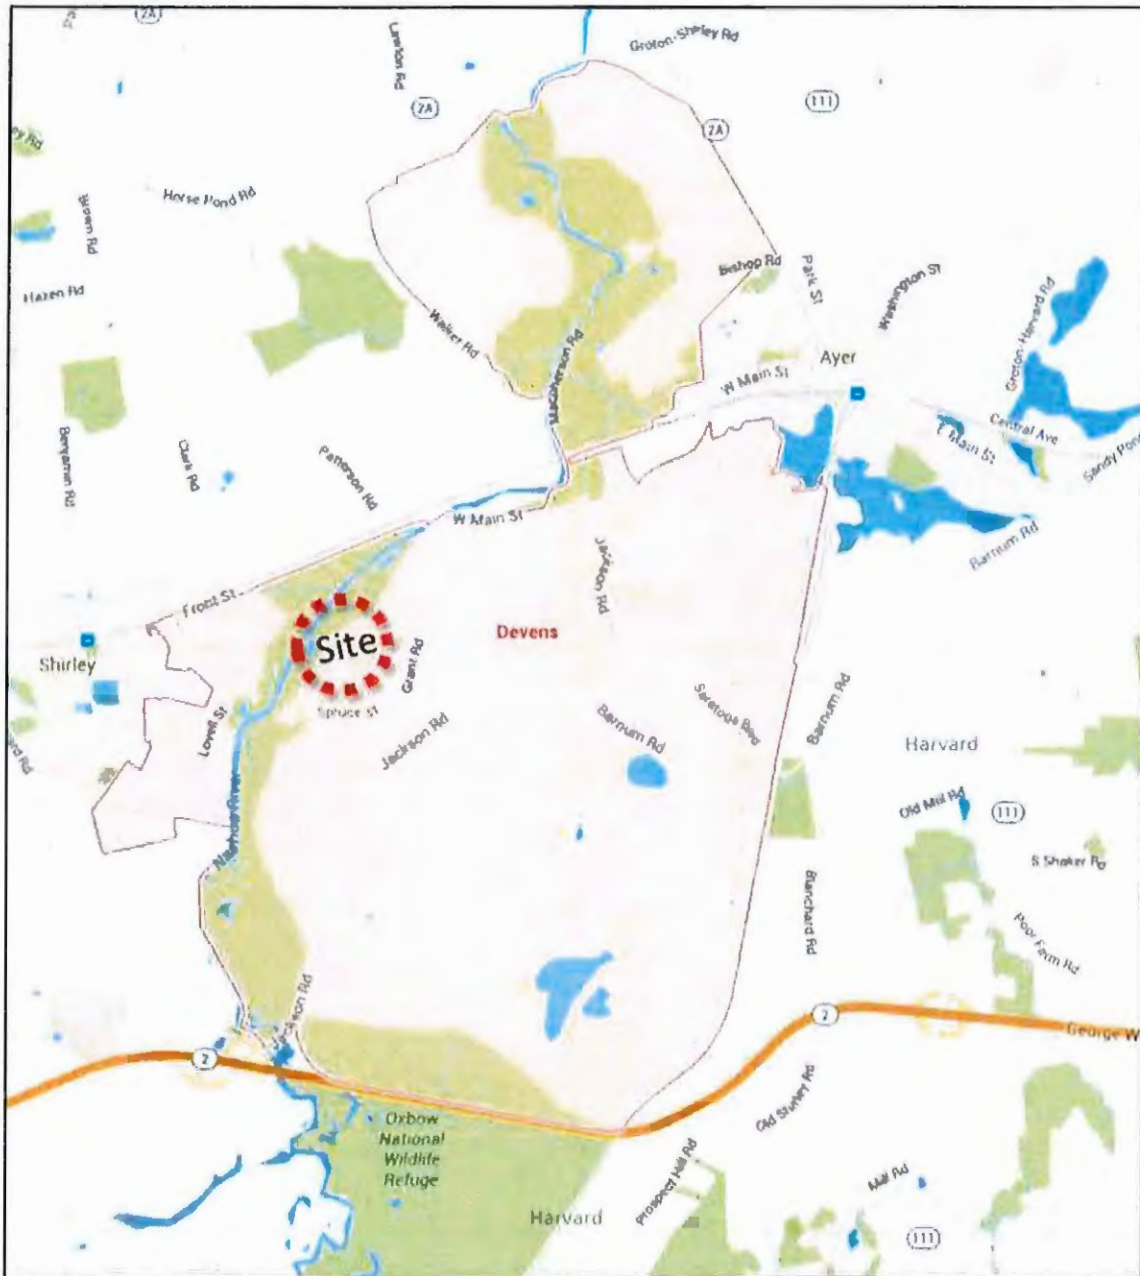 2A
Groton-Shirley Rd
Lawton Rd
2A
111
2A
Horse Pond Rd
Brown Rd
Hazen Rd
Bishop Rd
Park St
Washington St
Groton-Harvard Rd
Walker Rd
Macpherson Rd
W Main St
Ayer
Central Ave
E Main St
Sandy Pond
Benjamin Rd
Clark Rd
Patterson Rd
W Main St
Barnum Rd
Front St
Jackson Rd
Shirley
Site
Grant Rd
Devens
Spruce St
Lovell St
Jackson Rd
Barnum Rd
Saratoga Blvd
Barnum Rd
Harvard
Nashua River
Old Mill Rd
111
S Shaker Rd
Blanchard Rd
Poor Farm Rd
Jackson Rd
2
2
George W
Old Shirley Rd
Oxbow
National
Wildlife
Refuge
Prospect Hill Rd
Mill Rd
Harvard
111